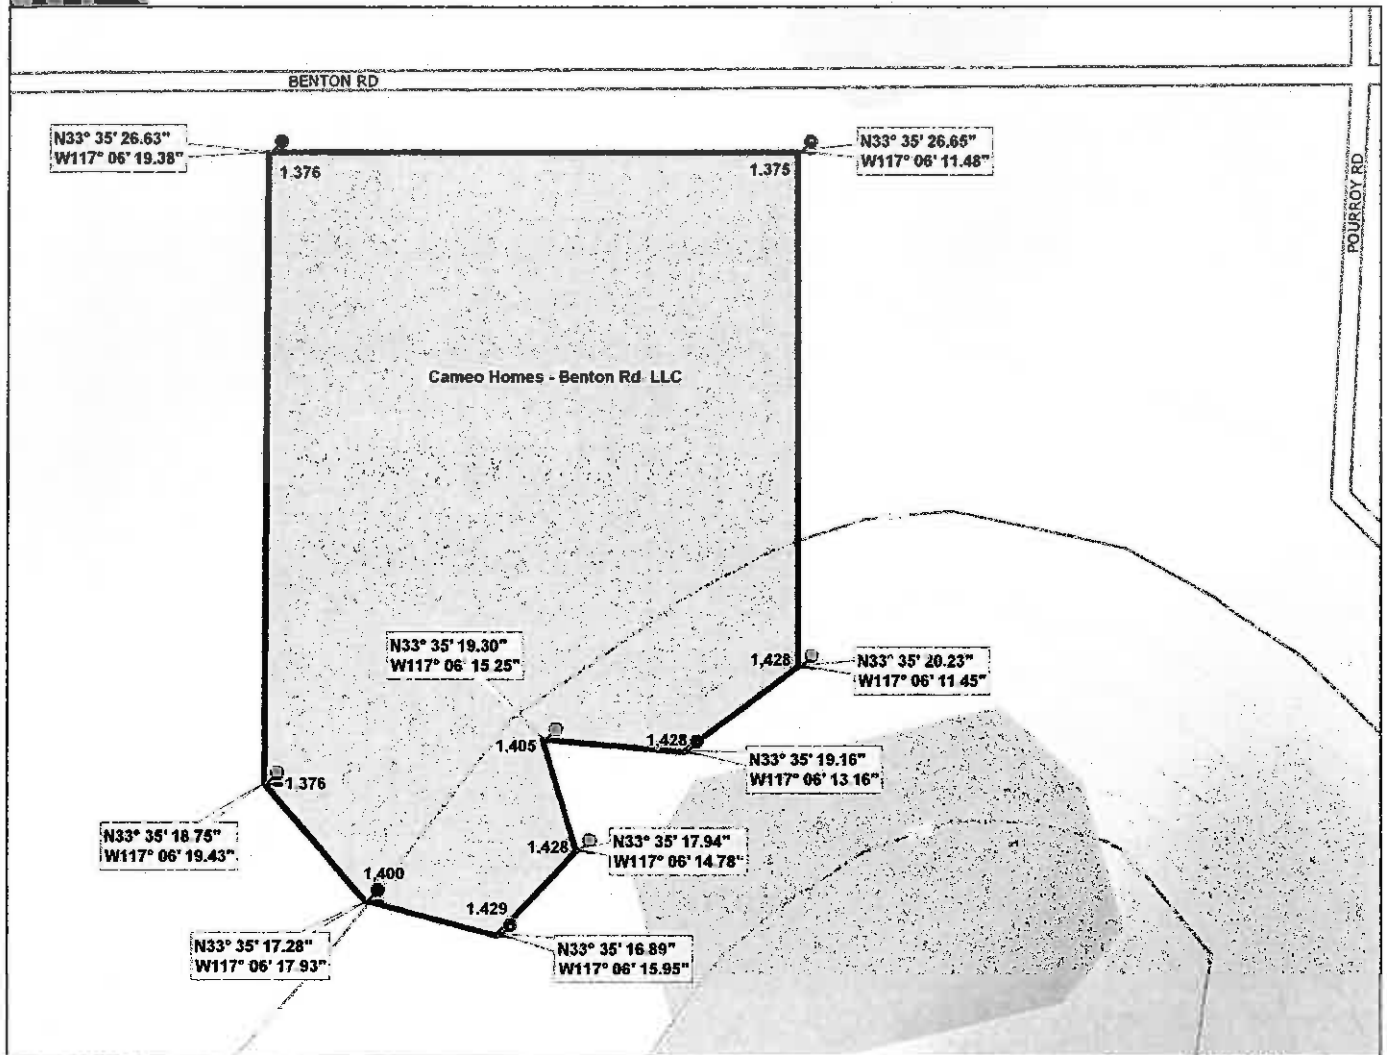 BENTON RD
N33° 35' 26.63"
W117° 06' 19.38"
N33° 35' 26.65"
W117° 06' 11.48"
1.376
1.375
POURROY RD
Cameo Homes - Benton Rd LLC
N33° 35' 19.30"
W117° 06' 15.25"
1,428
N33° 35' 20.23"
W117° 06' 11.45"
1.405
1,428
N33° 35' 19.16"
W117° 06' 13.16"
1.376
N33° 35' 18.75"
W117° 06' 19.43"
1.428
N33° 35' 17.94"
W117° 06' 14.78"
1.400
1.429
N33° 35' 17.28"
W117° 06' 17.93"
N33° 35' 16.89"
W117° 06' 15.95"